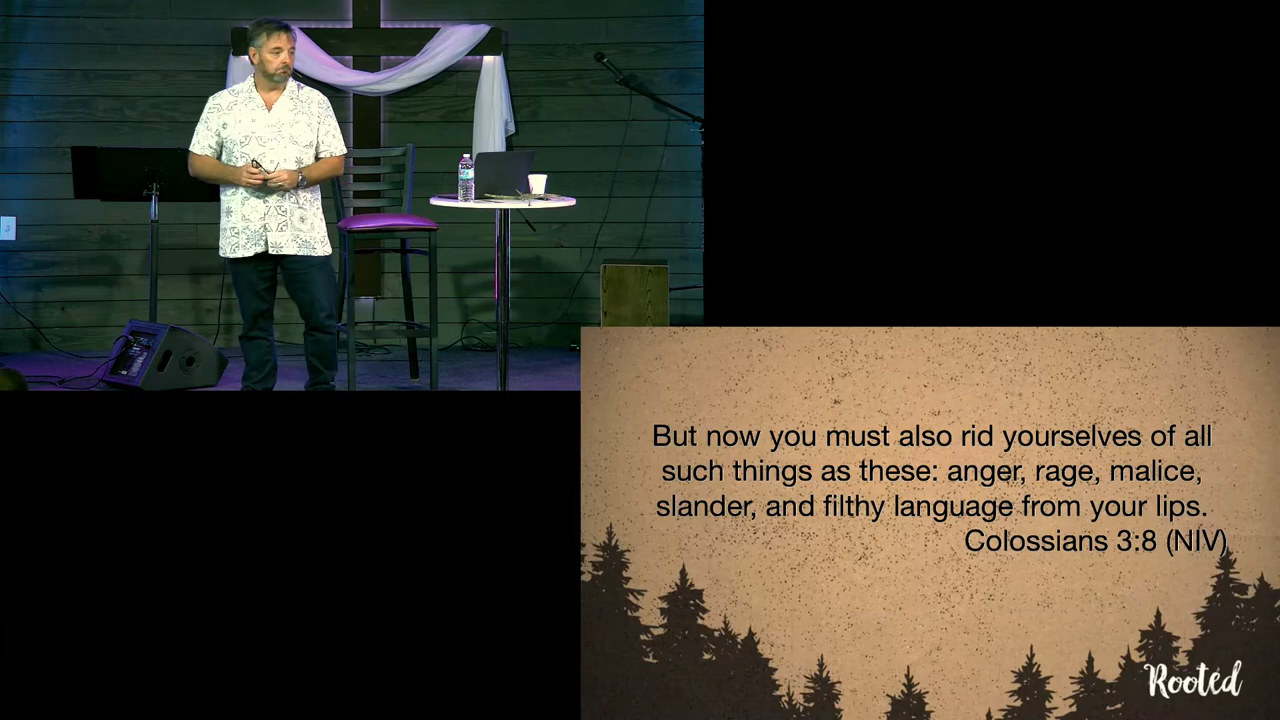 But now you must also rid yourselves of all
such things as these: anger, rage, malice,
slander, and filthy language from your lips.
Colossians 3:8 (NIV)
Rooted